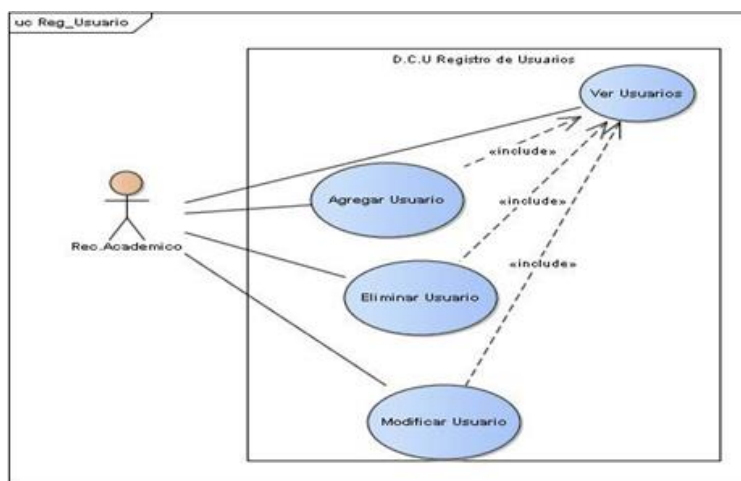 uc Reg_Usuario
D.C.U Registro de Usuarios
Ver Usuarios
«include»
Agregar Usuario
«include»
Rec.Academico
«include»
Eliminar Usuario
Modificar Usuario